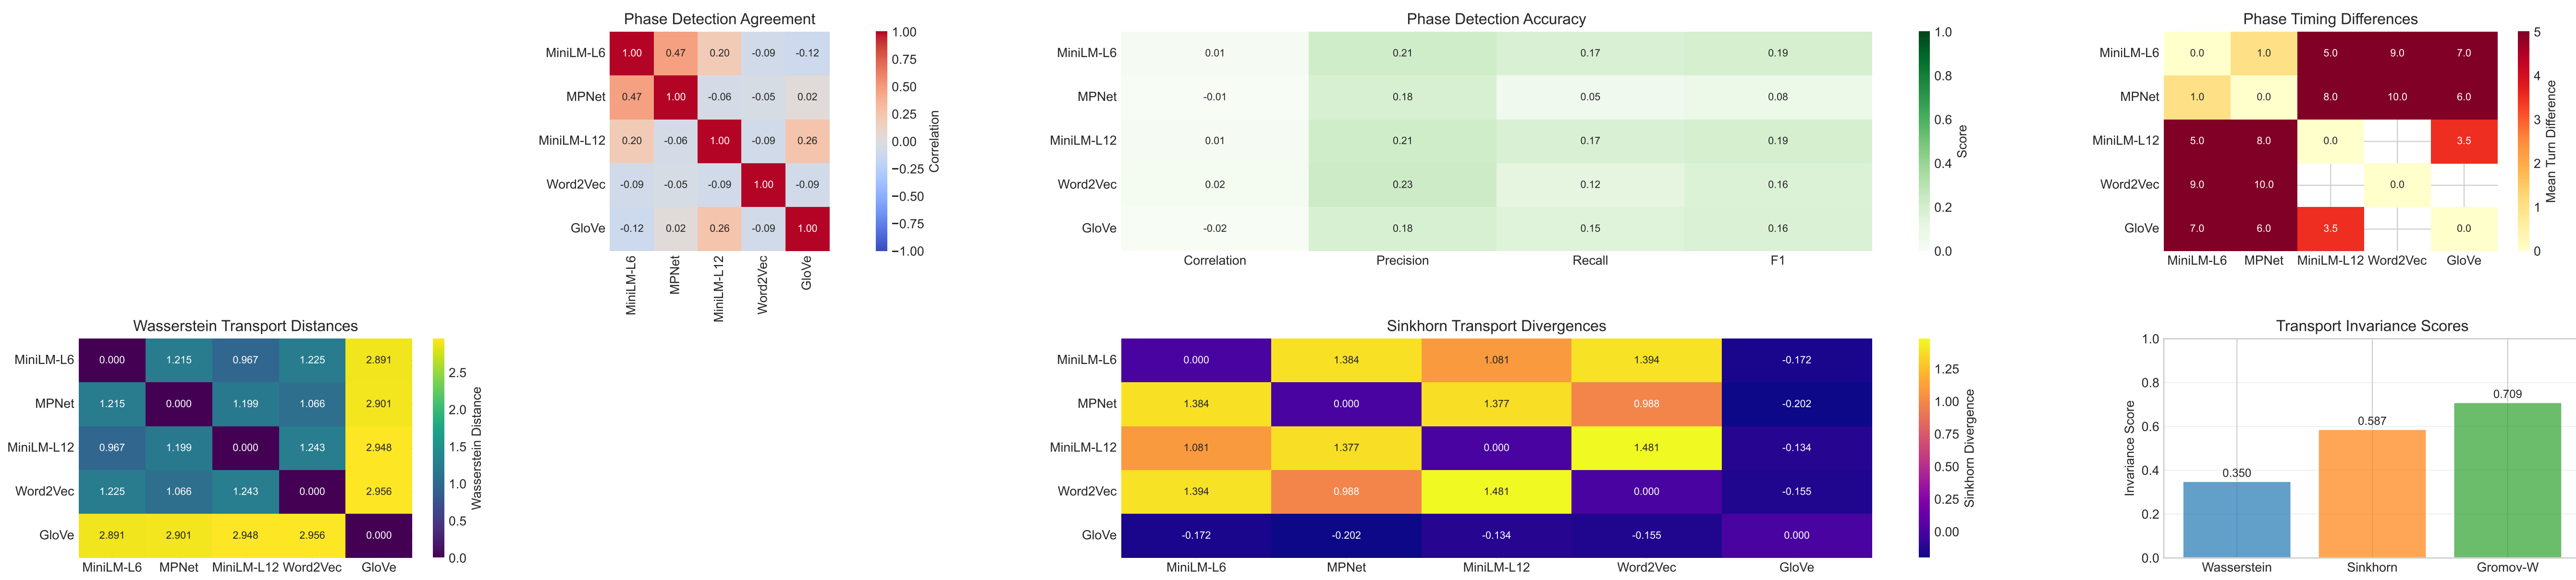 Phase Detection Agreement
MiniLM-L6 1.00 0.47 0.20 -0.09 -0.12
MPNet 0.47 1.00 -0.06 -0.05 0.02
MiniLM-L12 0.20 -0.06 1.00 -0.09 0.26
Word2Vec -0.09 -0.05 -0.09 1.00 -0.09
GloVe -0.12 0.02 0.26 -0.09 1.00
MiniLM-L6 MPNet MiniLM-L12 Word2Vec GloVe
1.00
0.75
0.50
0.25
0.00
−0.25
−0.50
−0.75
−1.00
Correlation
Phase Detection Accuracy
MiniLM-L6 0.01 0.21 0.17 0.19
MPNet -0.01 0.18 0.05 0.08
MiniLM-L12 0.01 0.21 0.17 0.19
Word2Vec 0.02 0.23 0.12 0.16
GloVe -0.02 0.18 0.15 0.16
Correlation Precision Recall F1
1.0
0.8
0.6
0.4
0.2
0.0
Score
Phase Timing Differences
MiniLM-L6 0.0 1.0 5.0 9.0 7.0
MPNet 1.0 0.0 8.0 10.0 6.0
MiniLM-L12 5.0 8.0 0.0 3.5
Word2Vec 9.0 10.0 0.0
GloVe 7.0 6.0 3.5 0.0
MiniLM-L6 MPNet MiniLM-L12 Word2Vec GloVe
5
4
3
2
1
0
Mean Turn Difference
Wasserstein Transport Distances
MiniLM-L6 0.000 1.215 0.967 1.225 2.891
MPNet 1.215 0.000 1.199 1.066 2.901
MiniLM-L12 0.967 1.199 0.000 1.243 2.948
Word2Vec 1.225 1.066 1.243 0.000 2.956
GloVe 2.891 2.901 2.948 2.956 0.000
MiniLM-L6 MPNet MiniLM-L12 Word2Vec GloVe
2.5
2.0
1.5
1.0
0.5
0.0
Wasserstein Distance
Sinkhorn Transport Divergences
MiniLM-L6 0.000 1.384 1.081 1.394 -0.172
MPNet 1.384 0.000 1.377 0.988 -0.202
MiniLM-L12 1.081 1.377 0.000 1.481 -0.134
Word2Vec 1.394 0.988 1.481 0.000 -0.155
GloVe -0.172 -0.202 -0.134 -0.155 0.000
MiniLM-L6 MPNet MiniLM-L12 Word2Vec GloVe
1.25
1.00
0.75
0.50
0.25
0.00
Sinkhorn Divergence
Transport Invariance Scores
Invariance Score
1.0
0.8
0.6
0.4
0.2
0.0
0.350
0.587
0.709
Wasserstein Sinkhorn Gromov-W